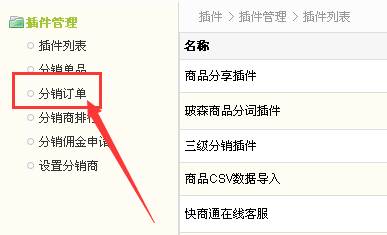 插件管理
插件列表
分销单品
分销订单
分销商排行
分销佣金申请
设置分销商
插件 > 插件管理 > 插件列表
名称
商品分享插件
玻森商品分词插件
三级分销插件
商品CSV数据导入
快商通在线客服